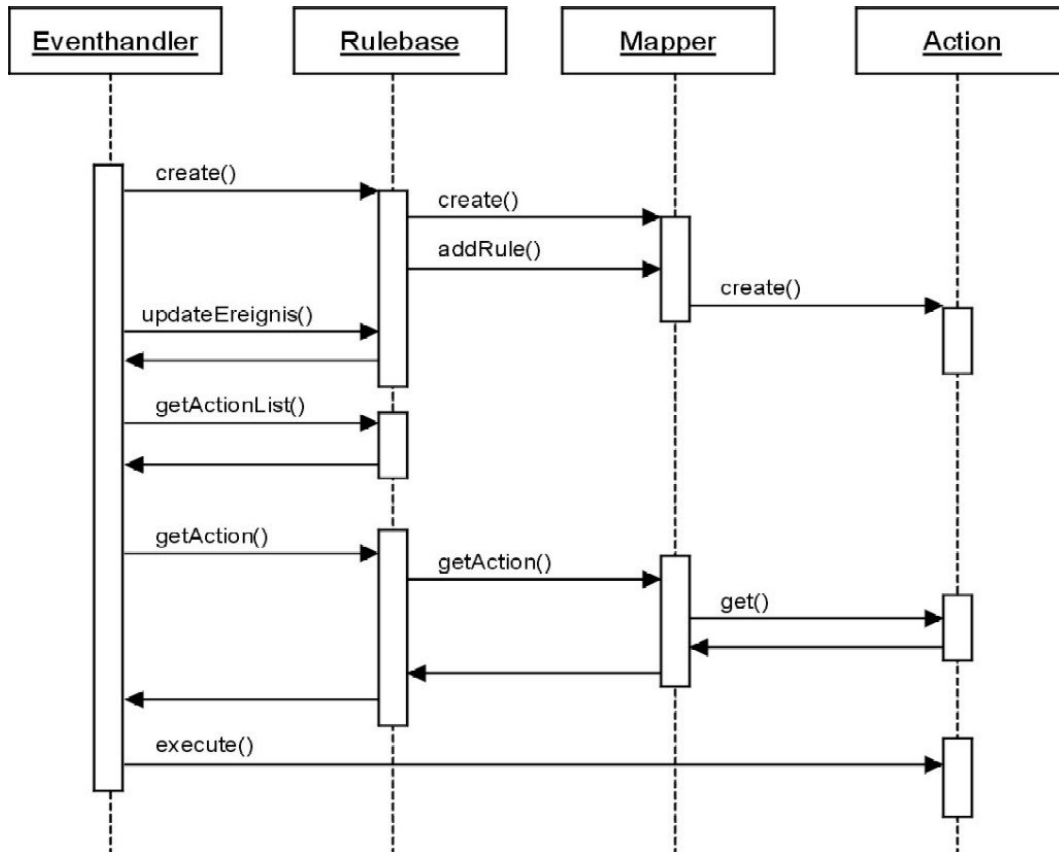 Eventhandler
Rulebase
Mapper
Action
create()
create()
addRule()
create()
updateEreignis()
getActionList()
getAction()
getAction()
get()
execute()